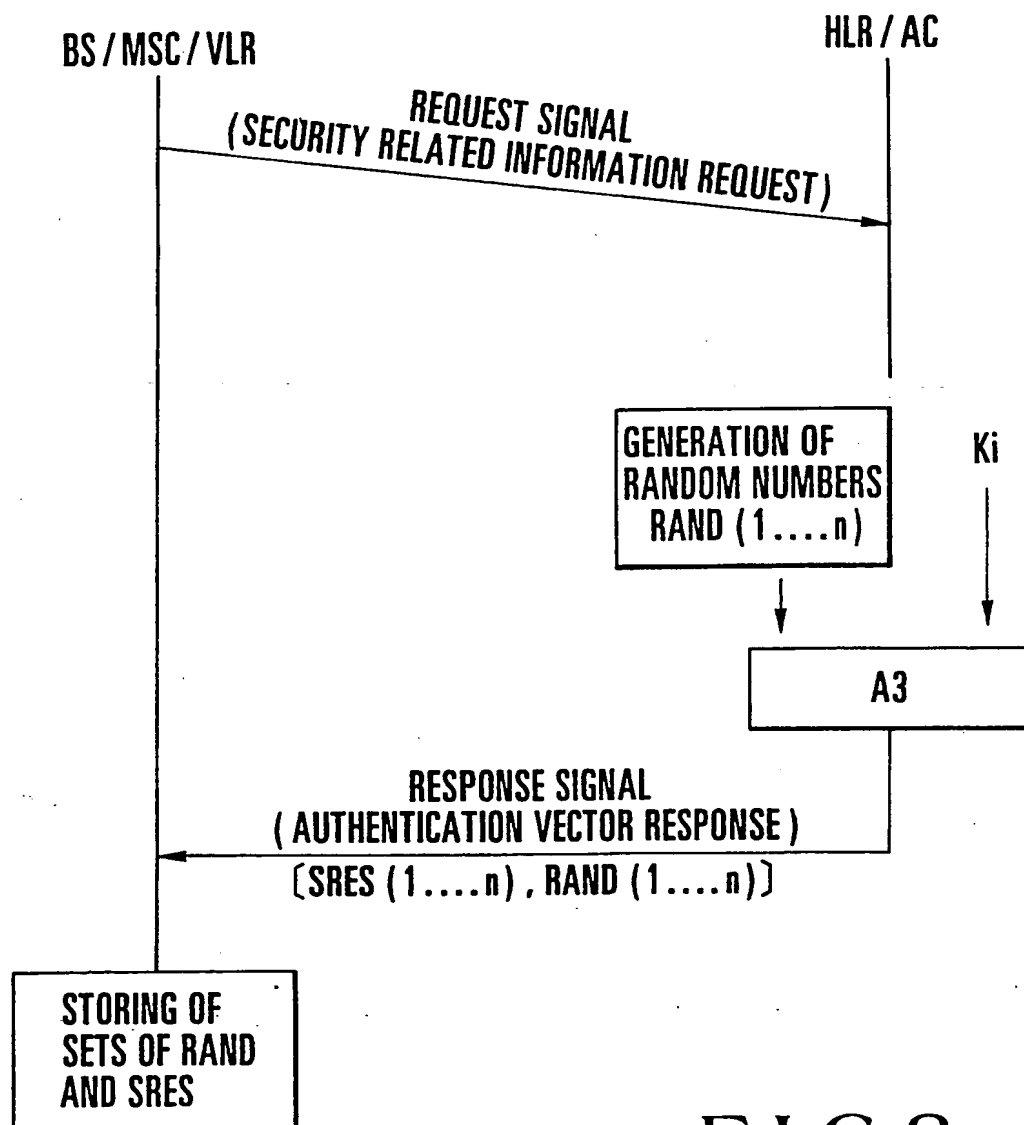 BS / MSC / VLR
HLR / AC
REQUEST SIGNAL
(SECURITY RELATED INFORMATION REQUEST)
GENERATION OF
RANDOM NUMBERS
RAND (1....n)
Ki
A3
RESPONSE SIGNAL
( AUTHENTICATION VECTOR RESPONSE )
〔SRES (1....n) , RAND (1....n)〕
STORING OF
SETS OF RAND
AND SRES